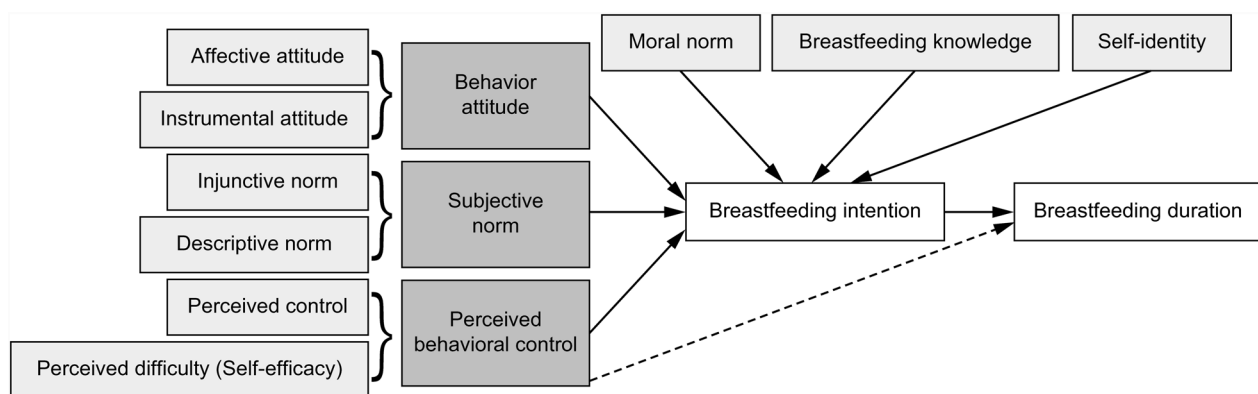 Affective attitude
Instrumental attitude
Injunctive norm
Descriptive norm
Perceived control
Perceived difficulty (Self-efficacy)
Behavior
attitude
Subjective
norm
Perceived
behavioral control
Moral norm
Breastfeeding knowledge
Self-identity
Breastfeeding intention
Breastfeeding duration